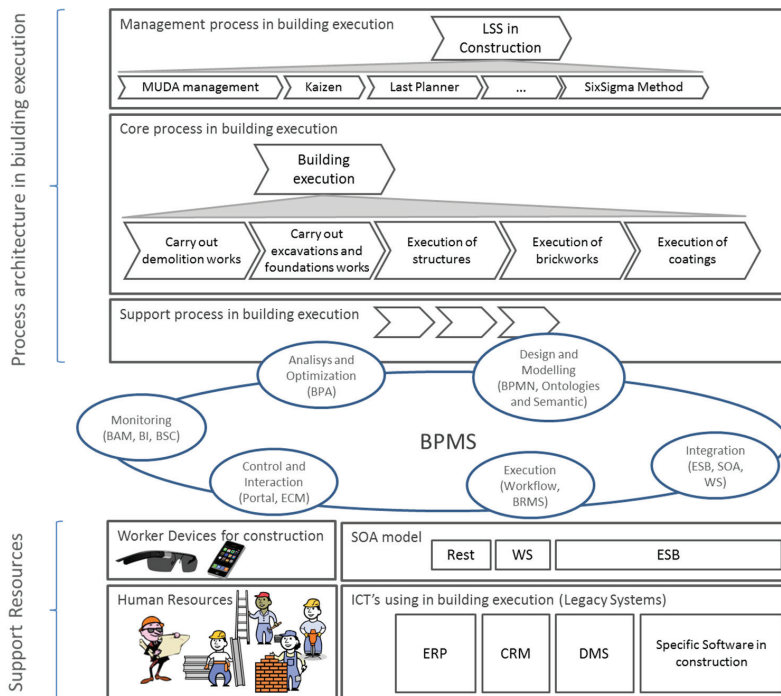 Process architecture in biulding execution
Management process in building execution
LSS in
Construction
MUDA management
Kaizen
Last Planner
...
SixSigma Method
Core process in building execution
Building
execution
Carry out
demolition works
Carry out
excavations and
foundations works
Execution of
structures
Execution of
brickworks
Execution of
coatings
Support process in building execution
Analisys and
Optimization
(BPA)
Design and
Modelling
(BPMN, Ontologies
and Semantic)
Monitoring
(BAM, BI, BSC)
BPMS
Integration
(ESB, SOA,
WS)
Control and
Interaction
(Portal, ECM)
Execution
(Workflow,
BRMS)
Support Resources
Worker Devices for construction
SOA model
Rest
WS
ESB
Human Resources
ICT's using in building execution (Legacy Systems)
ERP
CRM
DMS
Specific Software in
construction